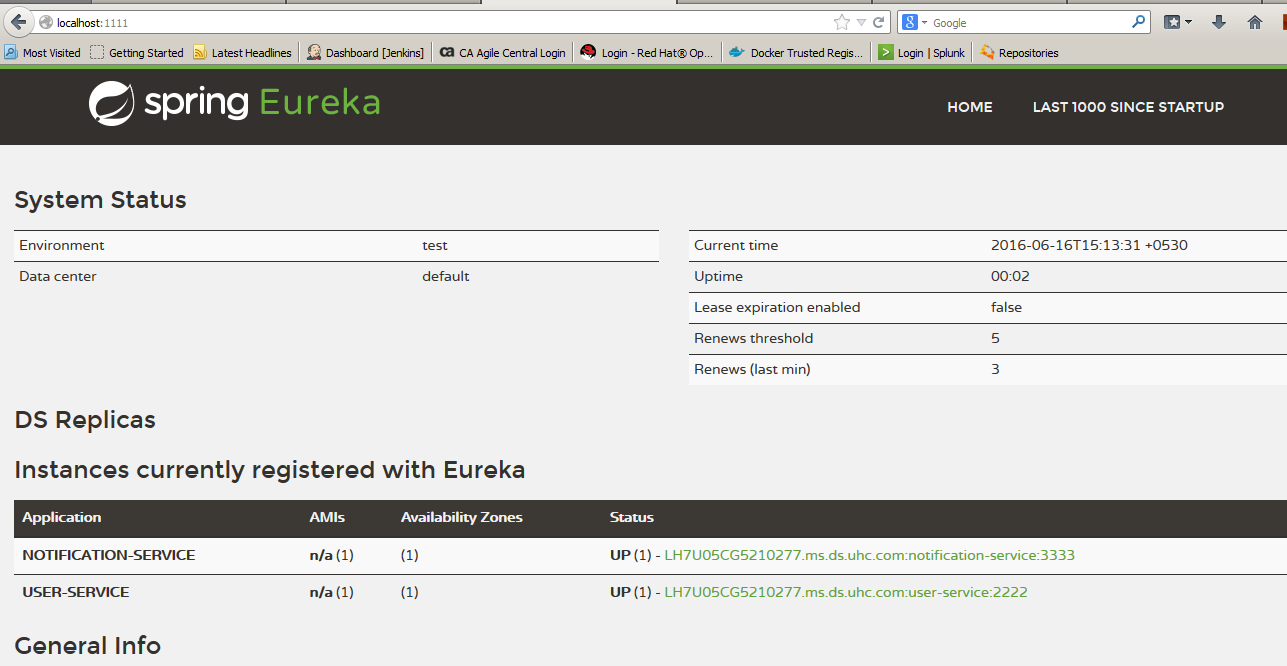 localhost:1111
Google
Most Visited Getting Started Latest Headlines Dashboard [Jenkins] CA Agile Central Login Login - Red Hat® Op... Docker Trusted Regis... Login | Splunk Repositories
spring Eureka
HOME LAST 1000 SINCE STARTUP
System Status
Environment test
Data center default
Current time 2016-06-16T15:13:31 +0530
Uptime 00:02
Lease expiration enabled false
Renews threshold 5
Renews (last min) 3
DS Replicas
Instances currently registered with Eureka
Application AMIs Availability Zones Status
NOTIFICATION-SERVICE n/a (1) (1) UP (1) - LH7U05CG5210277.ms.ds.uhc.com:notification-service:3333
USER-SERVICE n/a (1) (1) UP (1) - LH7U05CG5210277.ms.ds.uhc.com:user-service:2222
General Info